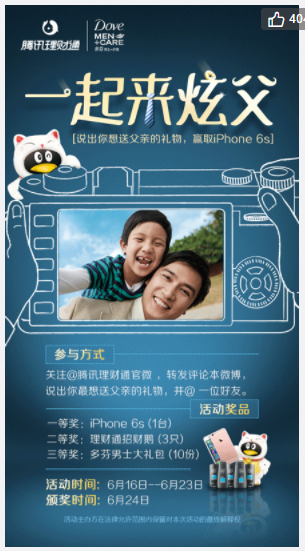 404
腾讯理财通
Dove
MEN
+CARE
一起来炫父
[说出你想送父亲的礼物，赢取iPhone 6s]
参与方式
关注@腾讯理财通官微，转发评论本微博，
说出你最想送父亲的礼物，并@一位好友。
活动奖品
一等奖：iPhone 6s (1台)
二等奖：理财通招财鹅 (3只)
三等奖：多芬男士大礼包 (10份)
活动时间：6月16日—6月23日
颁奖时间：6月24日
活动主办方在法律允许范围内保留对本次活动的最终解释权